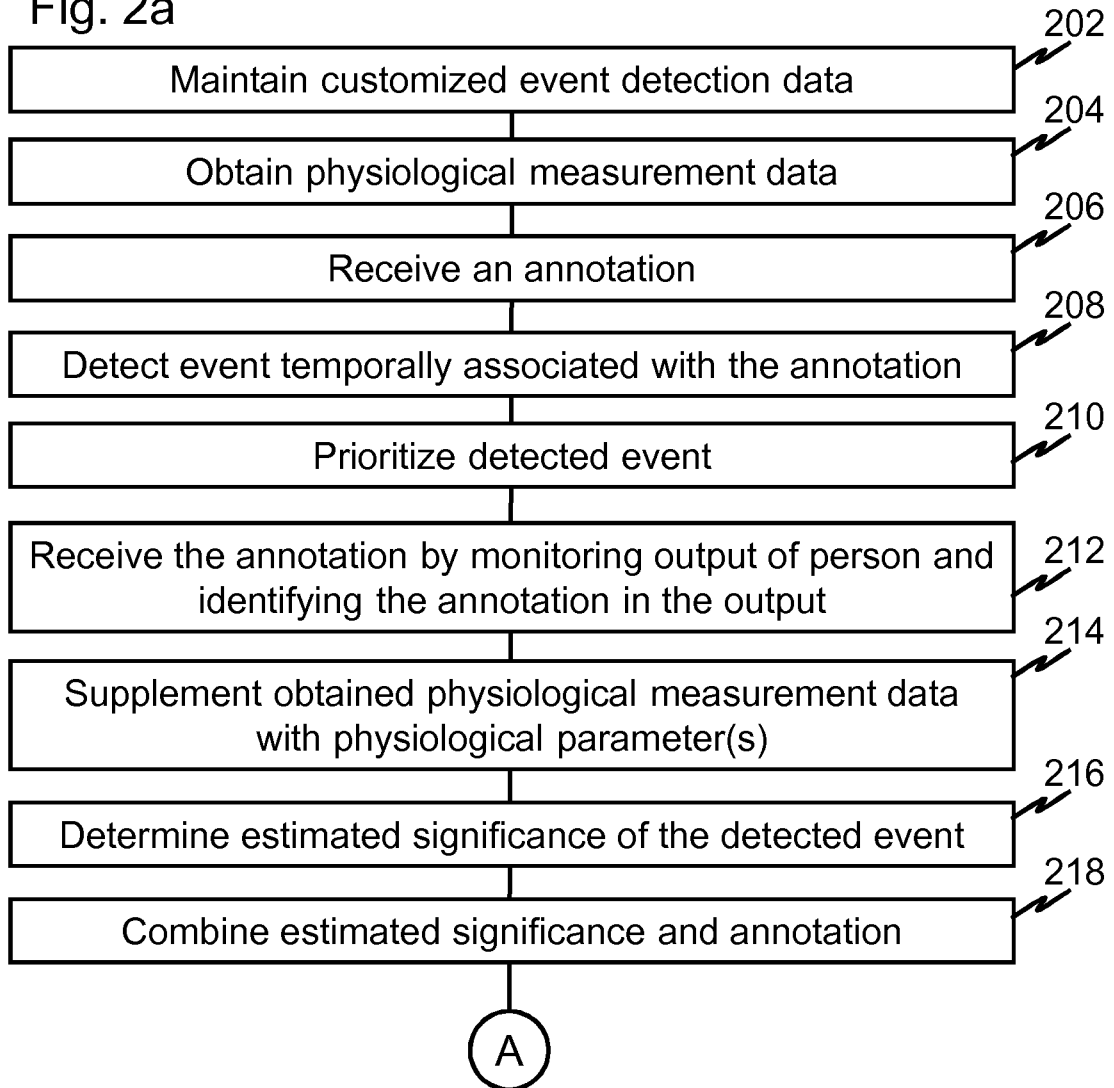 Fig. 2a
202
Maintain customized event detection data
204
Obtain physiological measurement data
206
Receive an annotation
208
Detect event temporally associated with the annotation
210
Prioritize detected event
212
Receive the annotation by monitoring output of person and
identifying the annotation in the output
214
Supplement obtained physiological measurement data
with physiological parameter(s)
216
Determine estimated significance of the detected event
218
Combine estimated significance and annotation
A